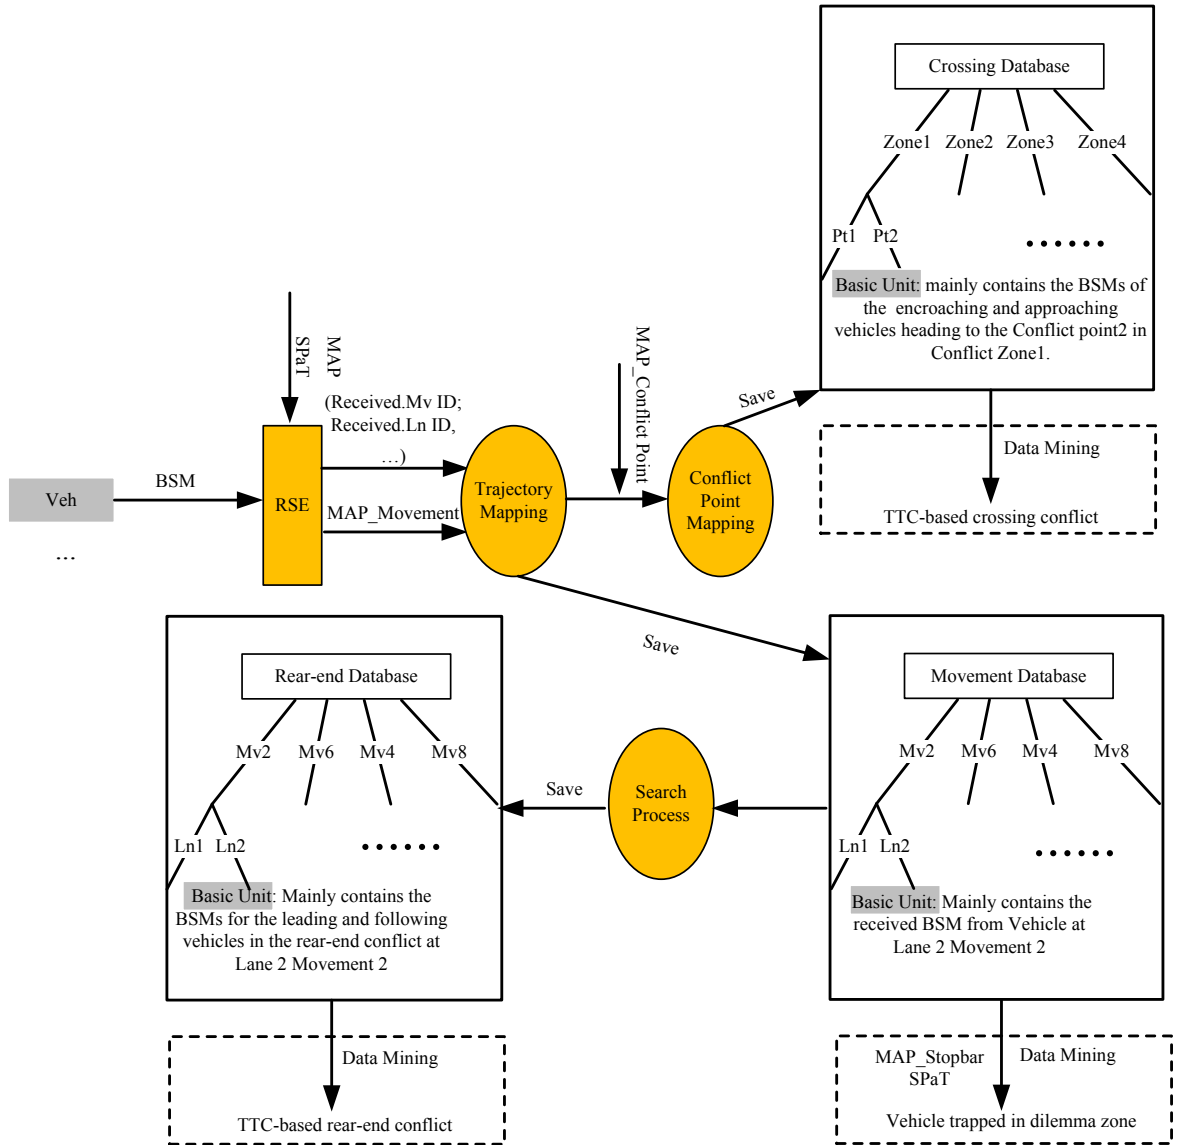 Crossing Database
Zone1
Zone2
Zone3
Zone4
Pt1
Pt2
......
Basic Unit: mainly contains the BSMs of
the encroaching and approaching
vehicles heading to the Conflict point2 in
Conflict Zone1.
MAP
SPaT
(Received.Mv ID;
Received.Ln ID,
…)
MAP_Conflict Point
Save
Data Mining
TTC-based crossing conflict
Veh
...
BSM
RSE
MAP_Movement
Trajectory
Mapping
Conflict
Point
Mapping
Save
Rear-end Database
Mv2
Mv6
Mv4
Mv8
Ln1
Ln2
......
Basic Unit: Mainly contains the
BSMs for the leading and following
vehicles in the rear-end conflict at
Lane 2 Movement 2
Save
Search
Process
Movement Database
Mv2
Mv6
Mv4
Mv8
Ln1
Ln2
......
Basic Unit: Mainly contains the
received BSM from Vehicle at
Lane 2 Movement 2
Data Mining
TTC-based rear-end conflict
MAP_Stopbar
SPaT
Data Mining
Vehicle trapped in dilemma zone